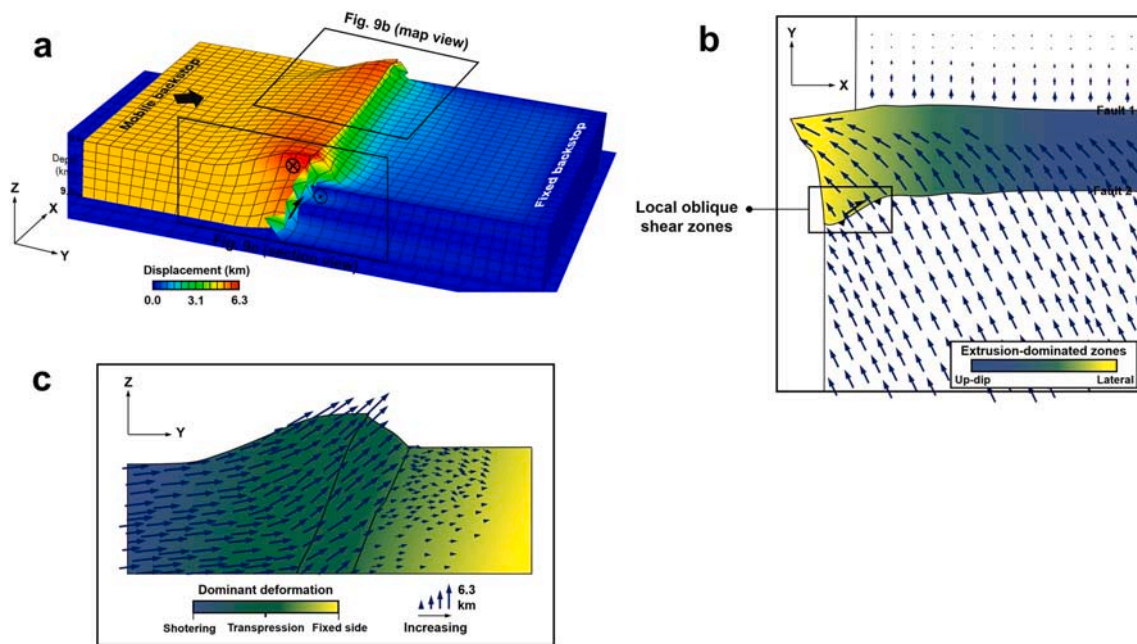 a
Fig. 9b (map view)
Mobile backstop
Fixed backstop
Z
X
Y
Displacement (km)
0.0 3.1 6.3
b
Y
X
Fault 1
Fault 2
Local oblique
shear zones
Extrusion-dominated zones
Up-dip Lateral
c
Z
Y
Dominant deformation
Shotering Transpression Fixed side
6.3
km
Increasing